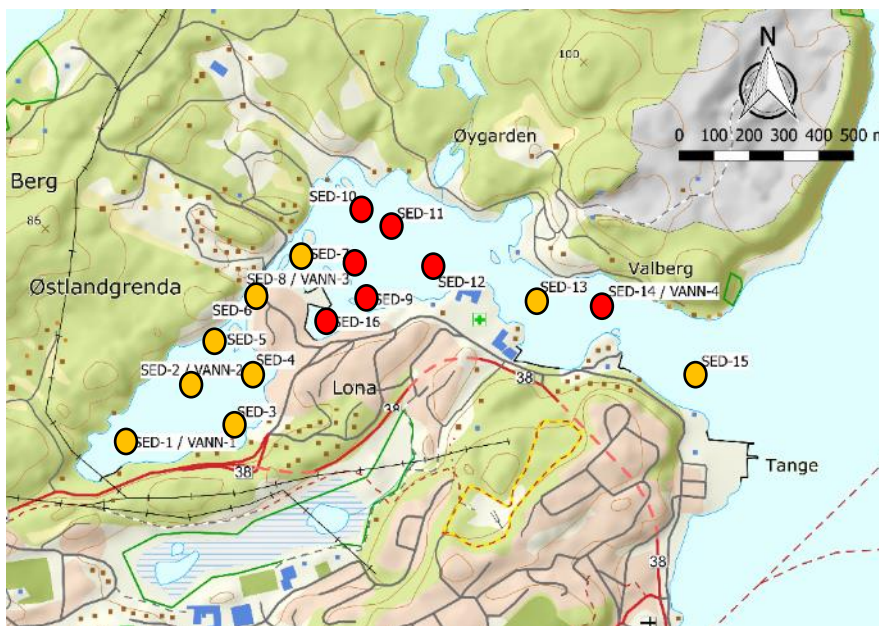 N
100
Øygarden
0 100 200 300 400 500 m
Berg
SED-10
SED-11
86
SED-7
Valberg
SED-12
SED-8 / VANN-3
Østlandgrenda
SED-13
SED-9
SED-14 / VANN-4
SED-6
SED-16
SED-5
SED-4
SED-2 / VANN-2
38
SED-15
Lona
38
SED-3
SED-1 / VANN-1
38
Tange
38